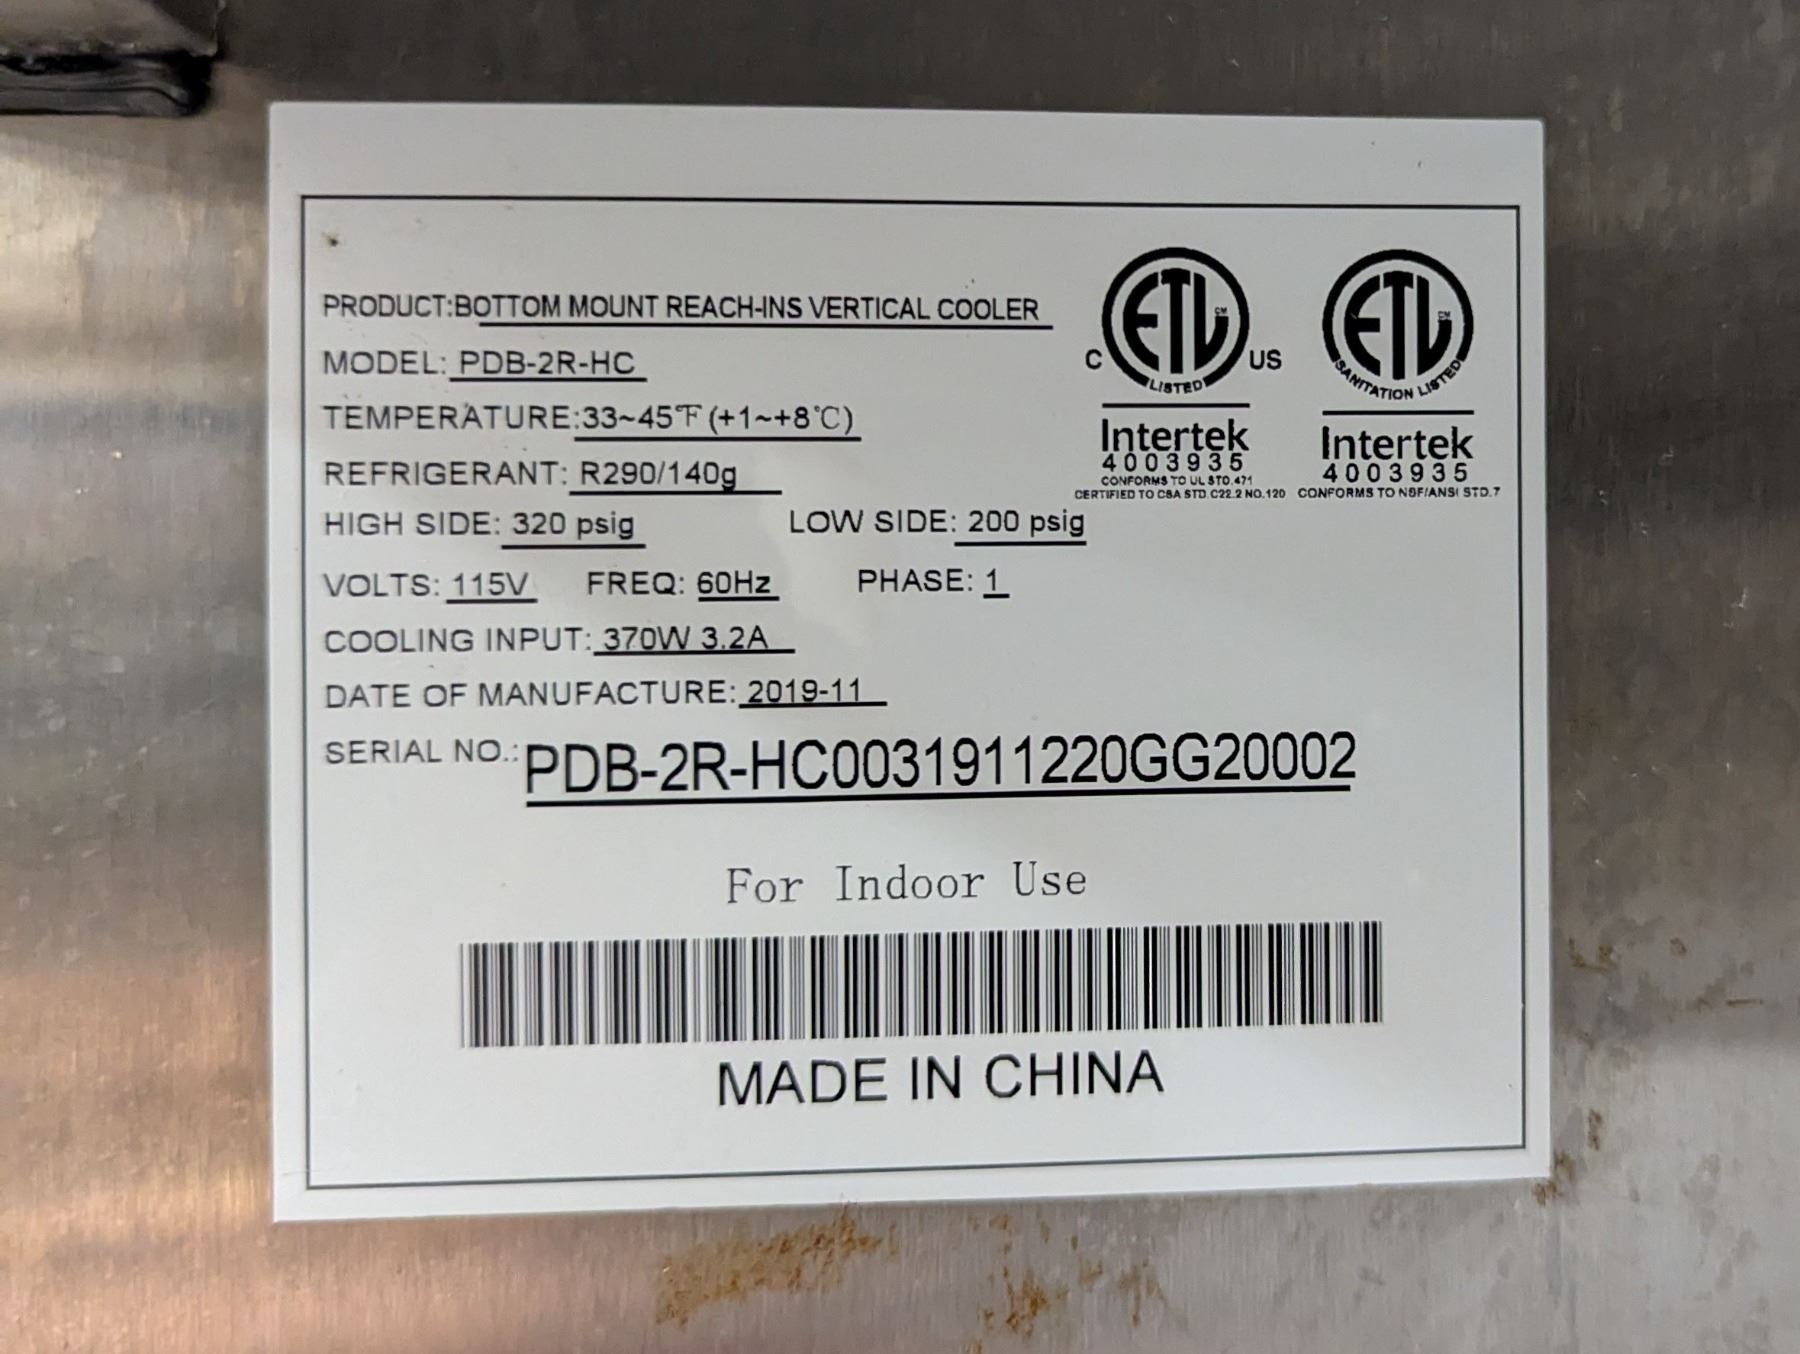 PRODUCT:BOTTOM MOUNT REACH-INS VERTICAL COOLER
MODEL: PDB-2R-HC
TEMPERATURE:33~45℉ (+1~+8℃)
REFRIGERANT: R290/140g
HIGH SIDE: 320 psig LOW SIDE: 200 psig
VOLTS: 115V FREQ: 60Hz PHASE: 1
COOLING INPUT: 370W 3.2A
DATE OF MANUFACTURE: 2019-11
SERIAL NO.: PDB-2R-HC0031911220GG20002
ETL CM
C US
LISTED
Intertek
4003935
CONFORMS TO UL STD.471
CERTIFIED TO CSA STD.C22.2 NO.120
ETL CM
SANITATION LISTED
Intertek
4003935
CONFORMS TO NSF/ANSI STD.7
For Indoor Use
MADE IN CHINA